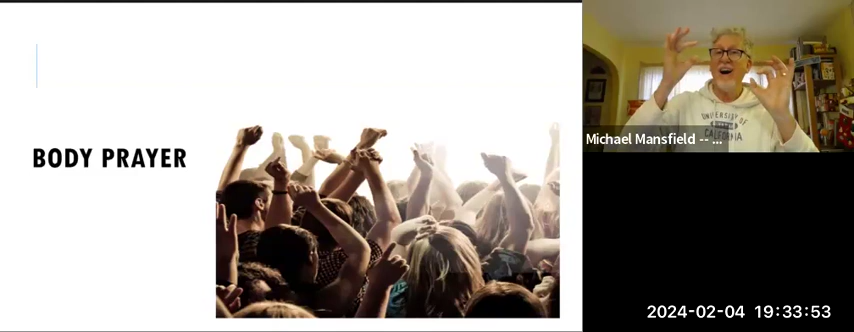 BODY PRAYER
UNIVERSITY OF
CALIFORNIA
Michael Mansfield -- ...
2024-02-04 19:33:53